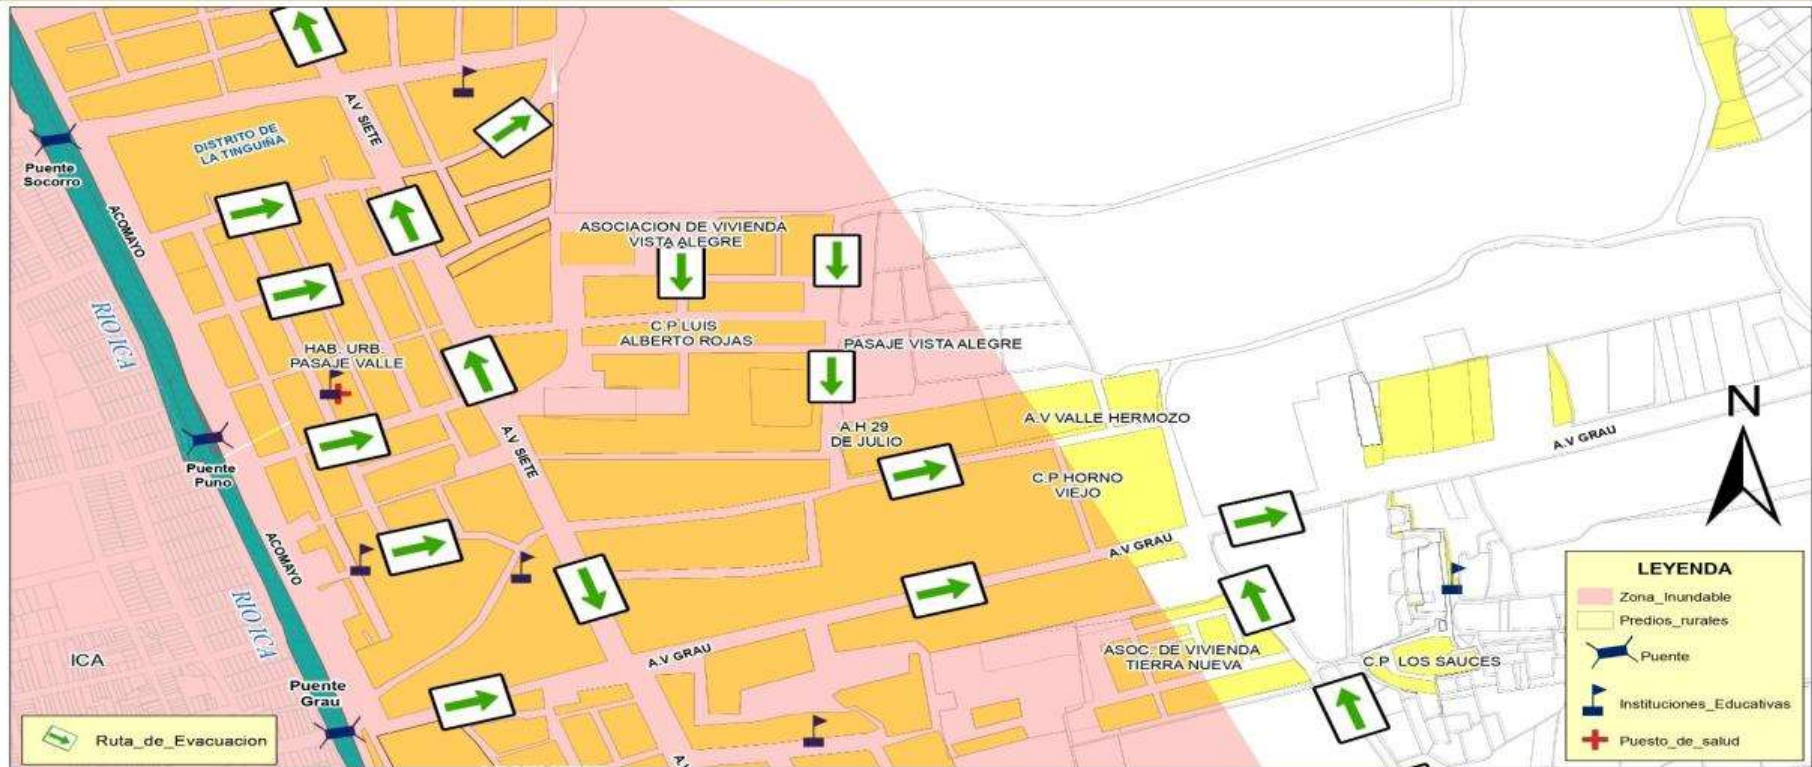 A.V SIETE
DISTRITO DE
LA TINGUIÑA
Puente
Socorro
ACOMAYO
ASOCIACION DE VIVIENDA
VISTA ALEGRE
RIO ICA
C.P LUIS
ALBERTO ROJAS
PASAJE VISTA ALEGRE
HAB. URB.
PASAJE VALLE
A.V VALLE HERMOZO
A.H 29
DE JULIO
A.V GRAU
A.V SIETE
Puente
Puno
C.P HORNO
VIEJO
N
ACOMAYO
A.V GRAU
RIO ICA
ICA
A.V GRAU
ASOC. DE VIVIENDA
TIERRA NUEVA
C.P LOS SAUCES
Puente
Grau
A.V
Ruta_de_Evacuacion
LEYENDA
Zona_Inundable
Predios_rurales
Puente
Instituciones_Educativas
Puesto_de_salud